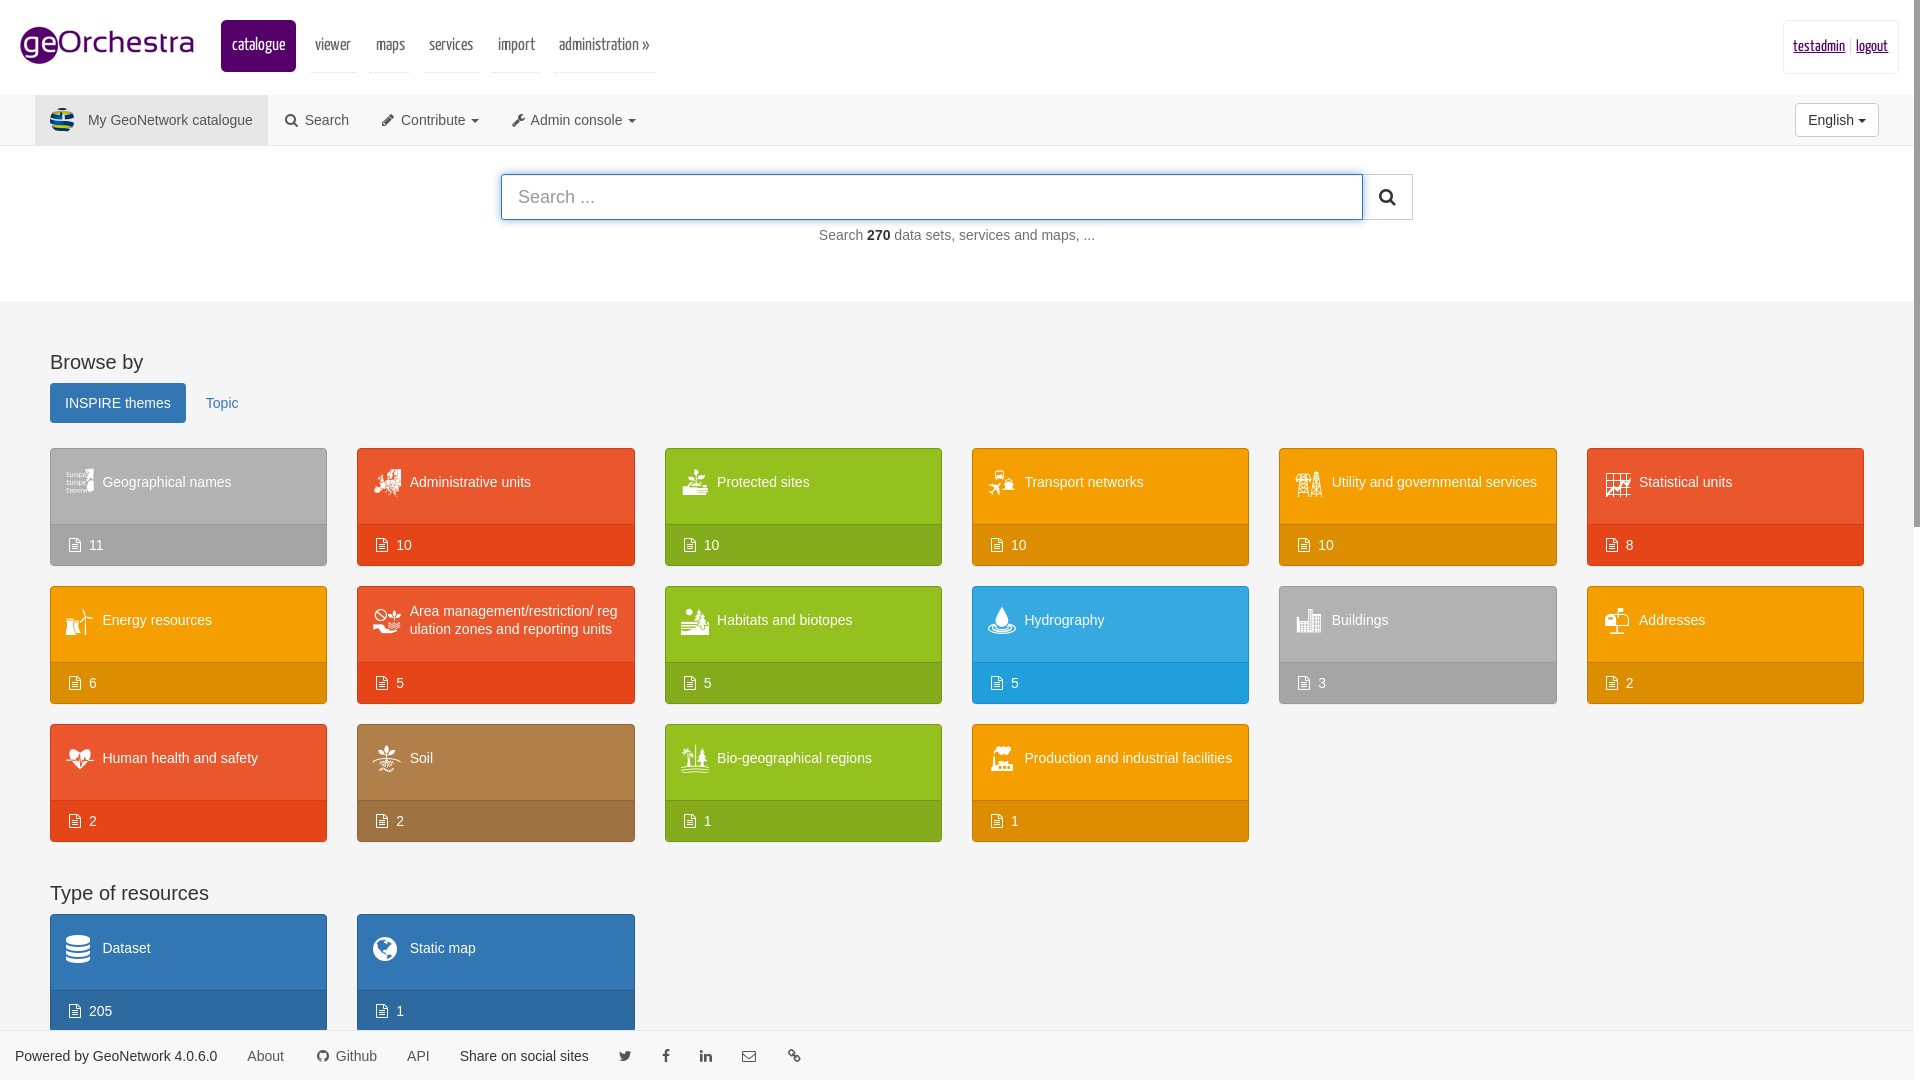 geOrchestra
catalogue
viewer
maps
services
import
administration »
testadmin | logout
My GeoNetwork catalogue
Search
Contribute
Admin console
English
Search ...
Search 270 data sets, services and maps, ...
Browse by
INSPIRE themes
Topic
Geographical names
11
Administrative units
10
Protected sites
10
Transport networks
10
Utility and governmental services
10
Statistical units
8
Energy resources
6
Area management/restriction/ reg
ulation zones and reporting units
5
Habitats and biotopes
5
Hydrography
5
Buildings
3
Addresses
2
Human health and safety
2
Soil
2
Bio-geographical regions
1
Production and industrial facilities
1
Type of resources
Dataset
205
Static map
1
Powered by GeoNetwork 4.0.6.0
About
Github
API
Share on social sites